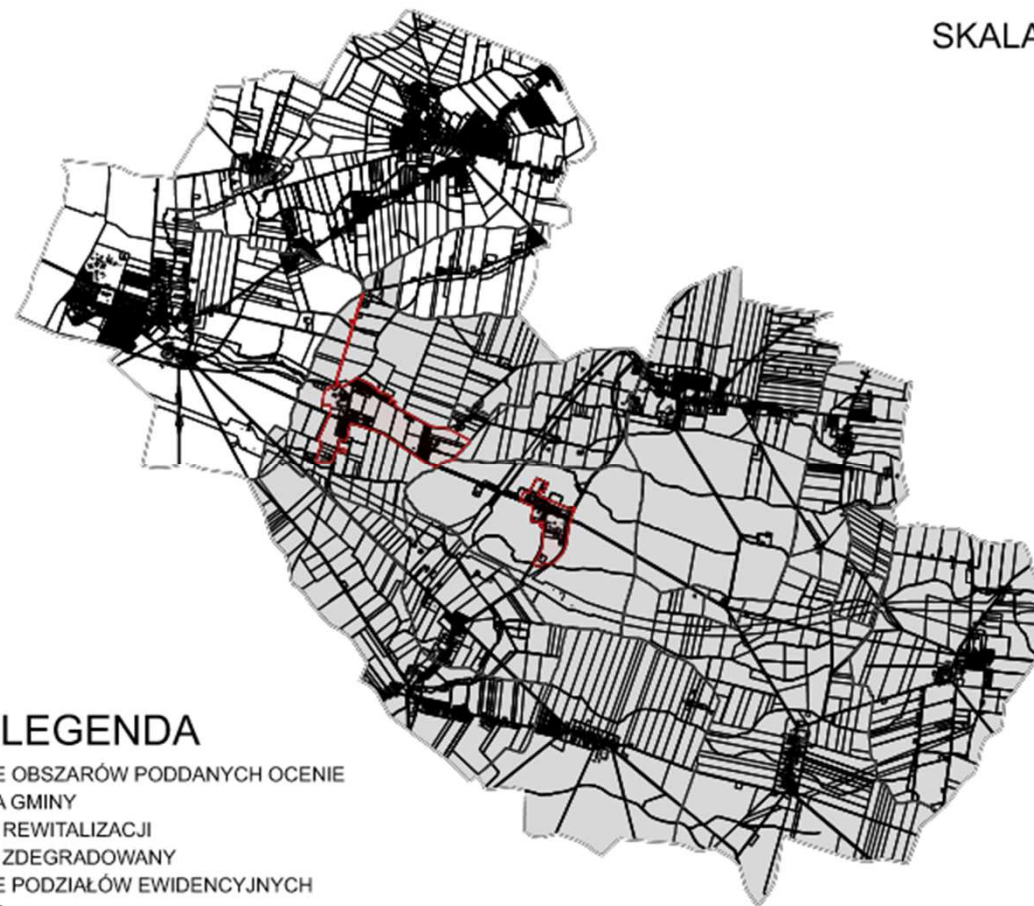 SKALA
LEGENDA
E OBSZARÓW PODDANYCH OCENIE
A GMINY
REWITALIZACJI
ZDEGRADOWANY
E PODZIAŁÓW EWIDENCYJNYCH